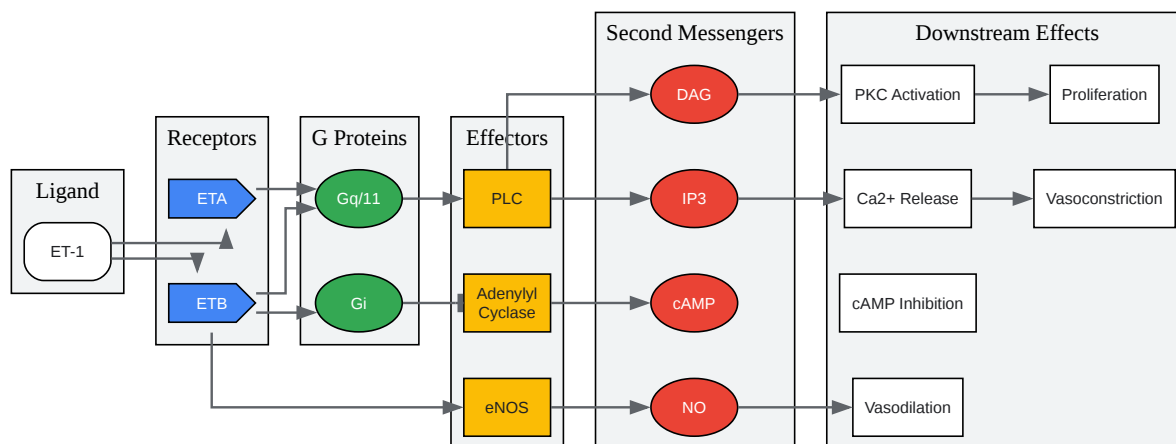 Ligand
ET-1
Receptors
ETA
ETB
G Proteins
Gq/11
Gi
Effectors
PLC
Adenylyl
Cyclase
eNOS
Second Messengers
DAG
IP3
cAMP
NO
Downstream Effects
PKC Activation
Proliferation
Ca2+ Release
Vasoconstriction
cAMP Inhibition
Vasodilation